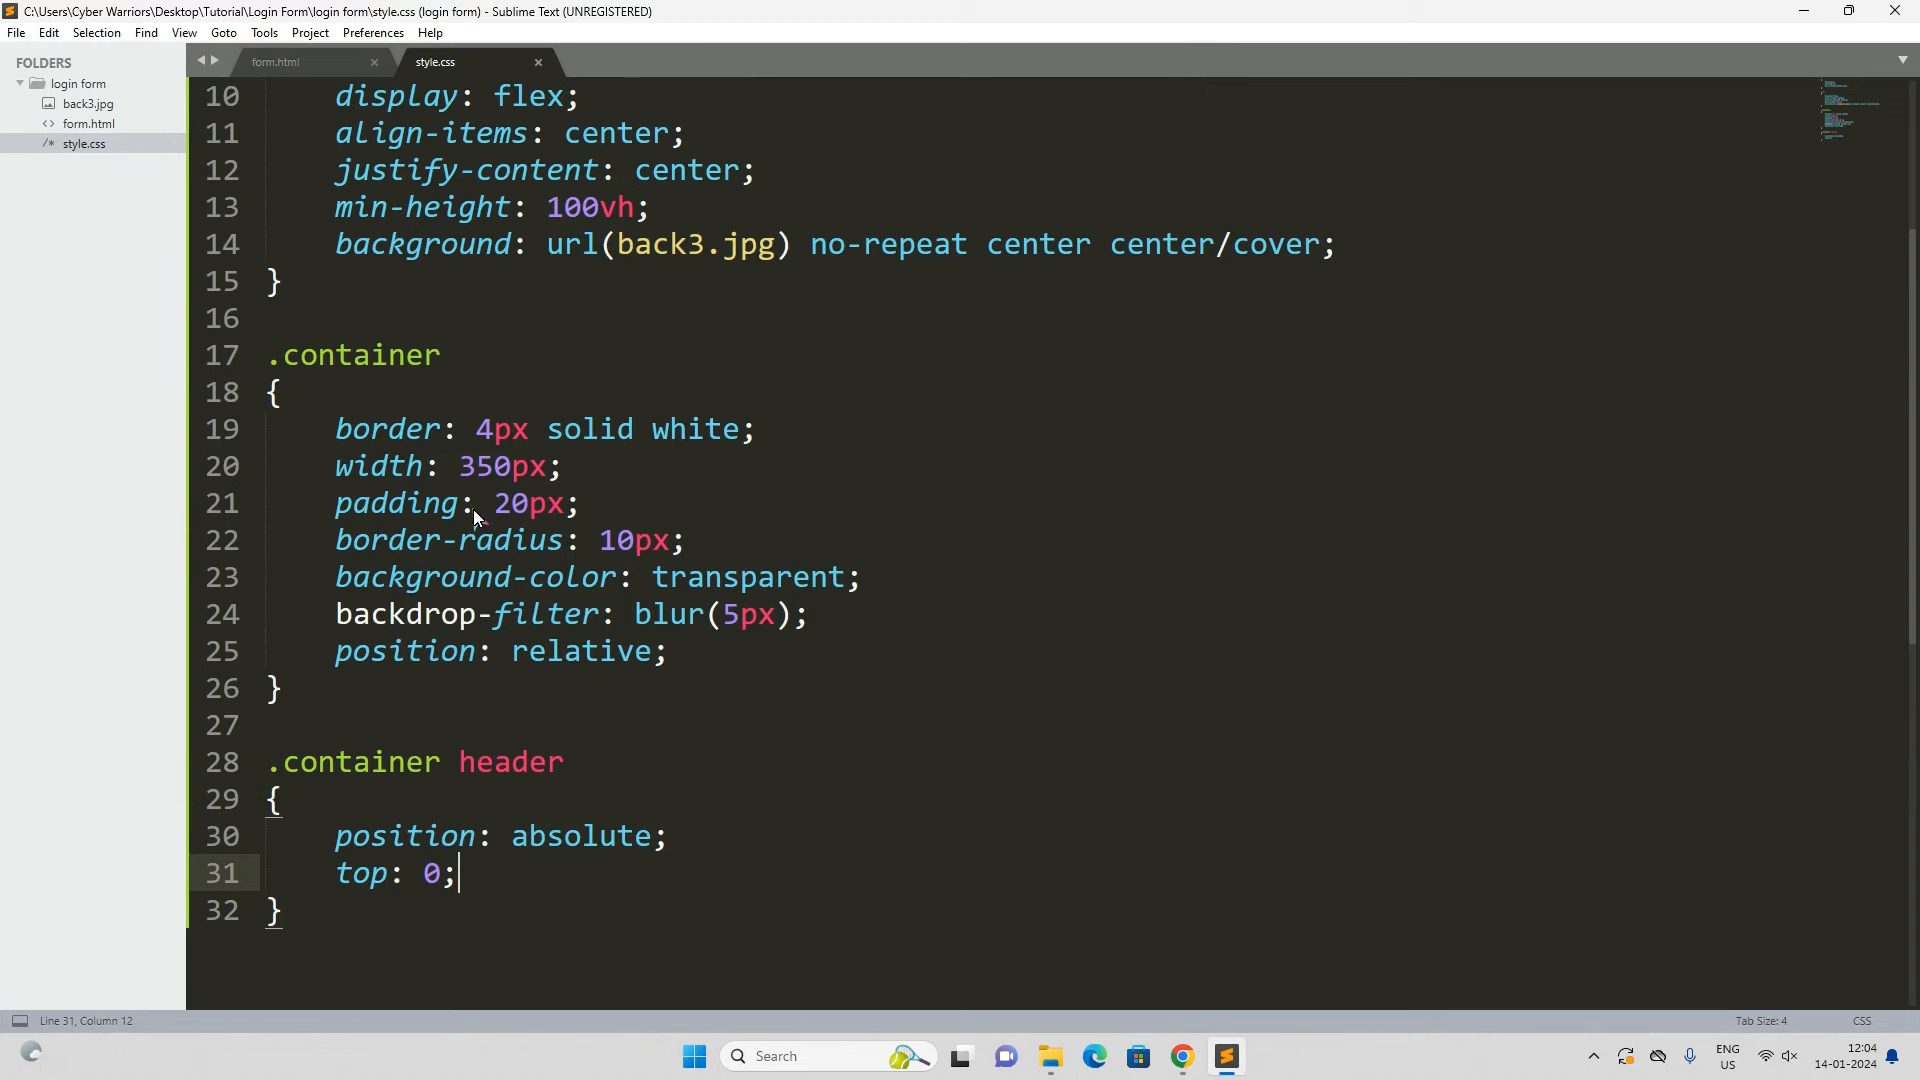 C:\Users\Cyber Warriors\Desktop\Tutorial\Login Form\login form\style.css (login form) - Sublime Text (UNREGISTERED)
File Edit Selection Find View Goto Tools Project Preferences Help
FOLDERS
login form
back3.jpg
<> form.html
/* style.css
form.html
style.css
10 display: flex;
11 align-items: center;
12 justify-content: center;
13 min-height: 100vh;
14 background: url(back3.jpg) no-repeat center center/cover;
15 }
16
17 .container
18 {
19 border: 4px solid white;
20 width: 350px;
21 padding: 20px;
22 border-radius: 10px;
23 background-color: transparent;
24 backdrop-filter: blur(5px);
25 position: relative;
26 }
27
28 .container header
29 {
30 position: absolute;
31 top: 0;
32 }
Line 31, Column 12
Tab Size: 4
CSS
Search
ENG
US
12:04
14-01-2024